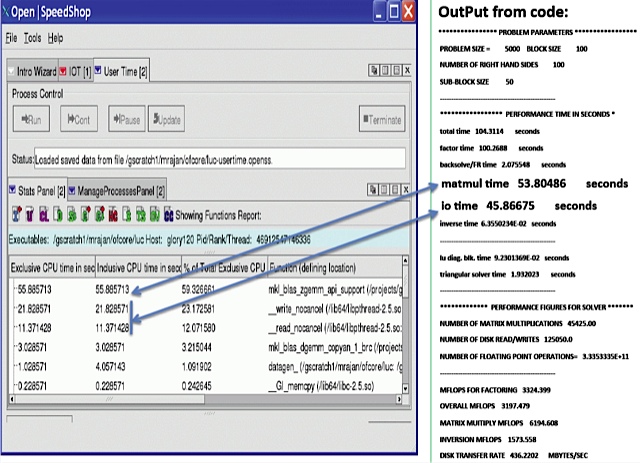 Open|SpeedShop
File Tools Help
Intro Wizard IOT [1] User Time [2]
Process Control
Run Cont Pause Update Terminate
Status: Loaded saved data from file /gscratch1/mrajan/ofcore/luc-usertime.openss.
Stats Panel [2] ManageProcessesPanel [2]
Showing Functions Report:
Executables: /gscratch1/mrajan/ofcore/luc Host: glory120 Pid/Rank/Thread: 46912547146336
Exclusive CPU time in sec Inclusive CPU time in sec % of Total Exclusive CPU Function (defining location)
55.885713 55.885713 59.326661 mkl_blas_zgemm_api_support (/projects/g
21.828571 21.828571 23.172581 __write_nocancel (/lib64/libpthread-2.5.so:
11.371428 11.371428 12.071580 __read_nocancel (/lib64/libpthread-2.5.so:
3.028571 3.028571 3.215044 mkl_blas_dgemm_copyan_1_brc (/projects
1.028571 4.057143 1.091902 datagen_ (/gscratch1/mrajan/ofcore/luc: /g
0.228571 0.228571 0.242645 __GI_memcpy (/lib64/libc-2.5.so)
OutPut from code:
**************** PROBLEM PARAMETERS ****************
PROBLEM SIZE = 5000 BLOCK SIZE 100
NUMBER OF RIGHT HAND SIDES 100
SUB-BLOCK SIZE 50
**************** PERFORMANCE TIME IN SECONDS *
total time 104.3114 seconds
factor time 100.2688 seconds
backsolve/FR time 2.075548 seconds
matmul time 53.80486 seconds
io time 45.86675 seconds
inverse time 6.3550234E-02 seconds
lu diag. blk. time 9.2301369E-02 seconds
triangular solver time 1.932023 seconds
************** PERFORMANCE FIGURES FOR SOLVER *******
NUMBER OF MATRIX MULTIPLICATIONS 45425.00
NUMBER OF DISK READ/WRITES 125050.0
NUMBER OF FLOATING POINT OPERATIONS= 3.3353335E+11
MFLOPS FOR FACTORING 3324.399
OVERALL MFLOPS 3197.479
MATRIX MULTIPLY MFLOPS 6194.608
INVERSION MFLOPS 1573.558
DISK TRANSFER RATE 436.2202 MBYTES/SEC